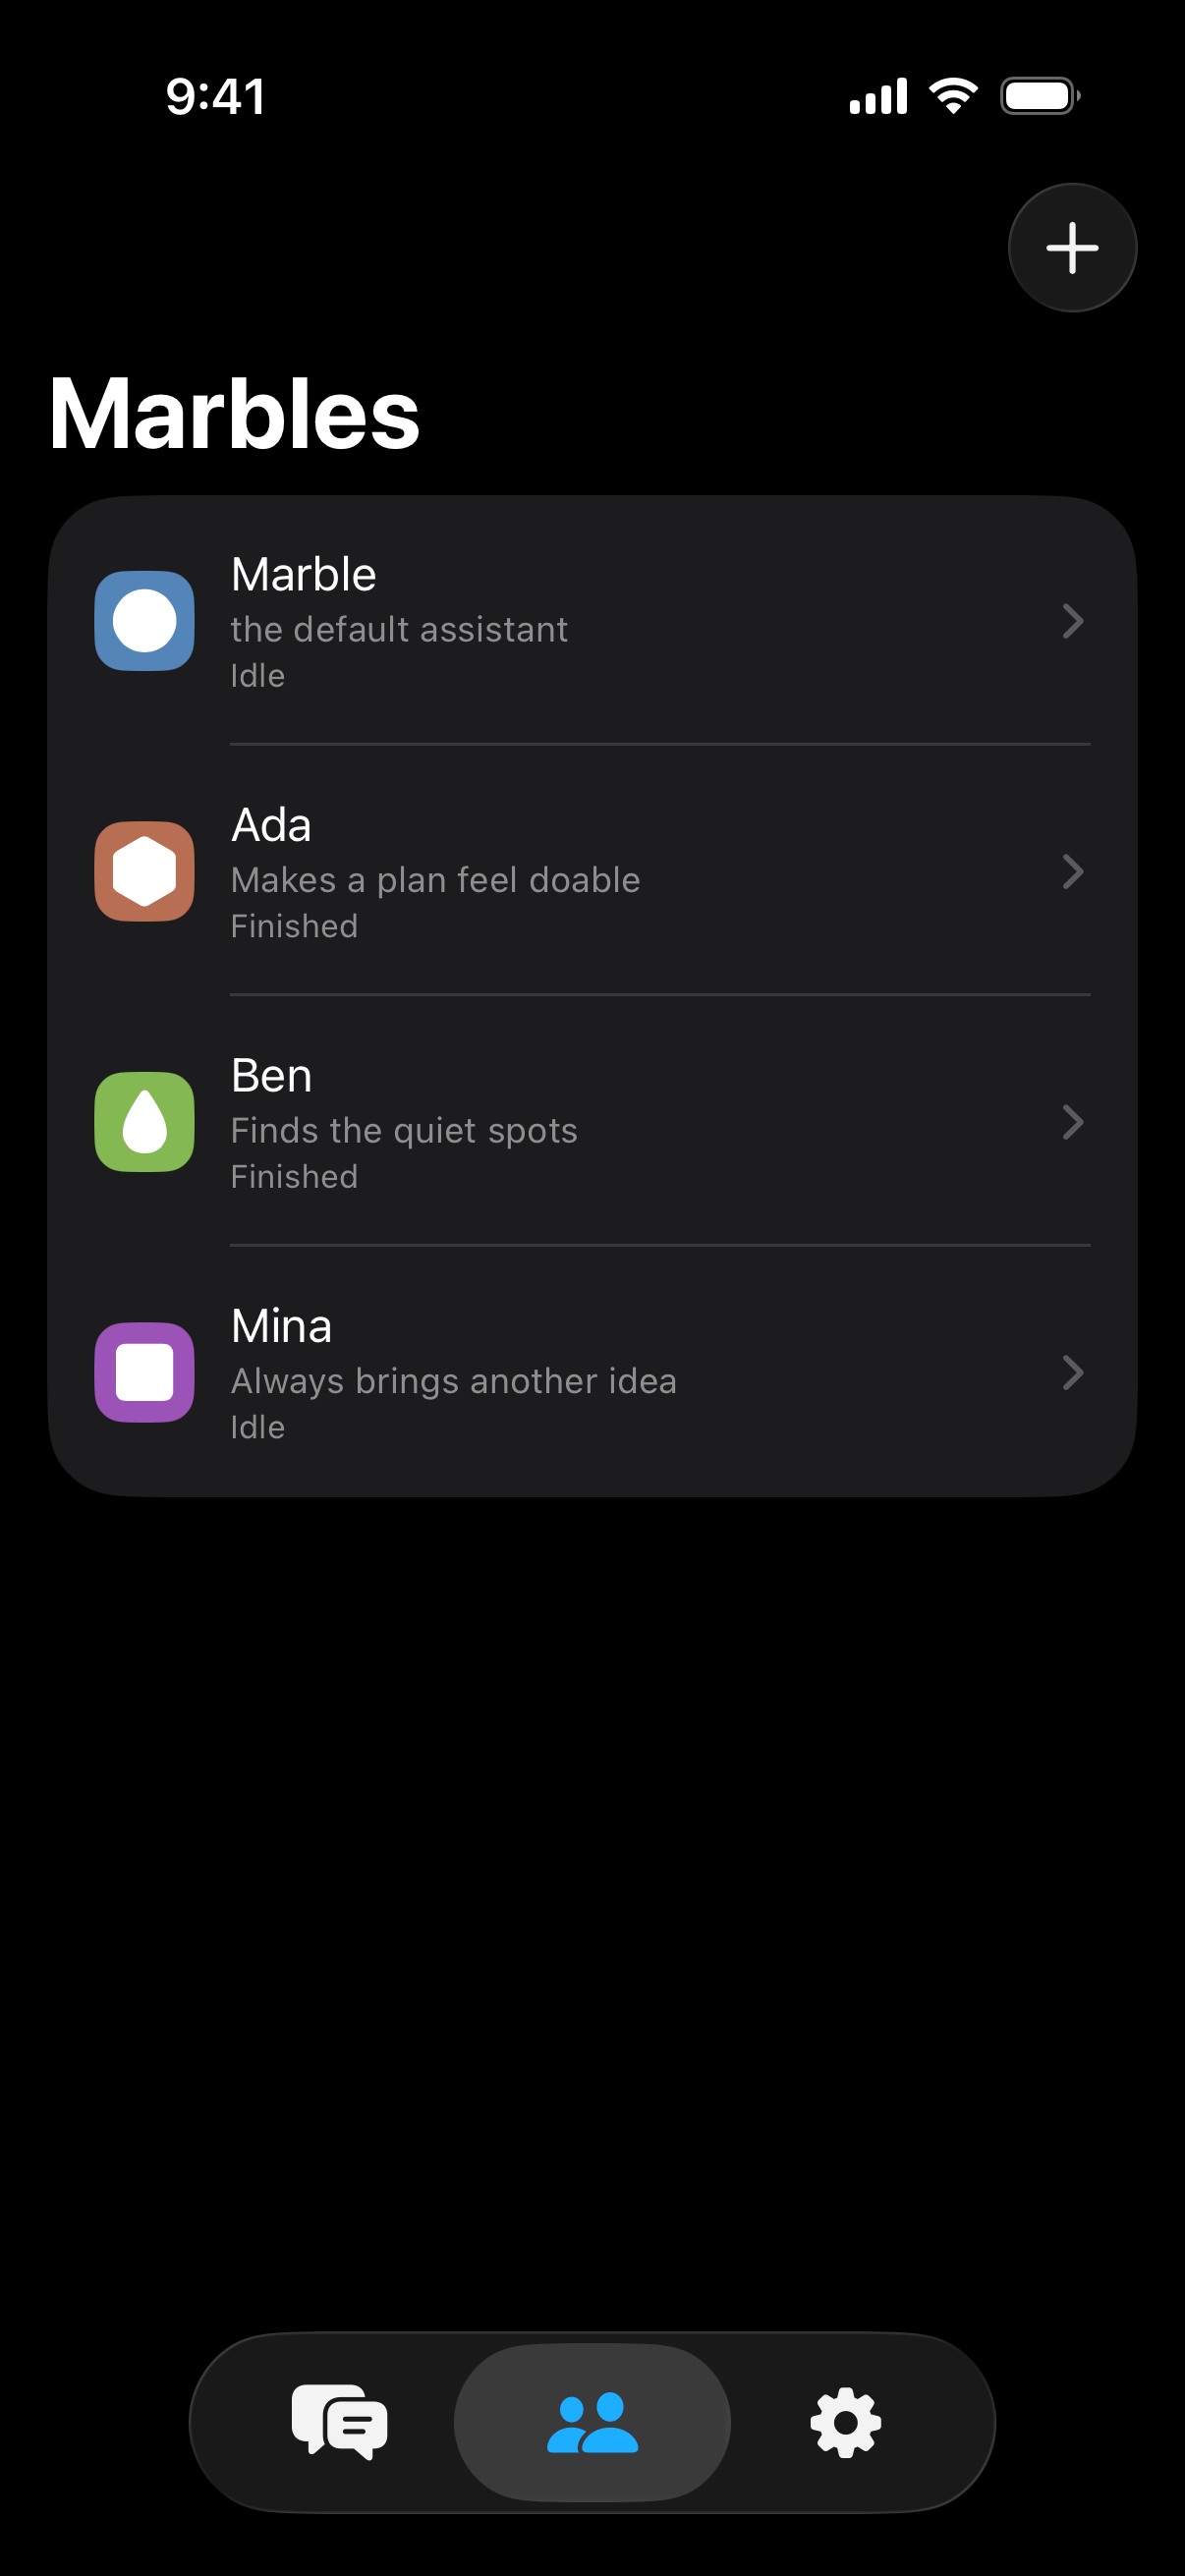 9:41
Marbles
Marble
the default assistant
Idle
Ada
Makes a plan feel doable
Finished
Ben
Finds the quiet spots
Finished
Mina
Always brings another idea
Idle